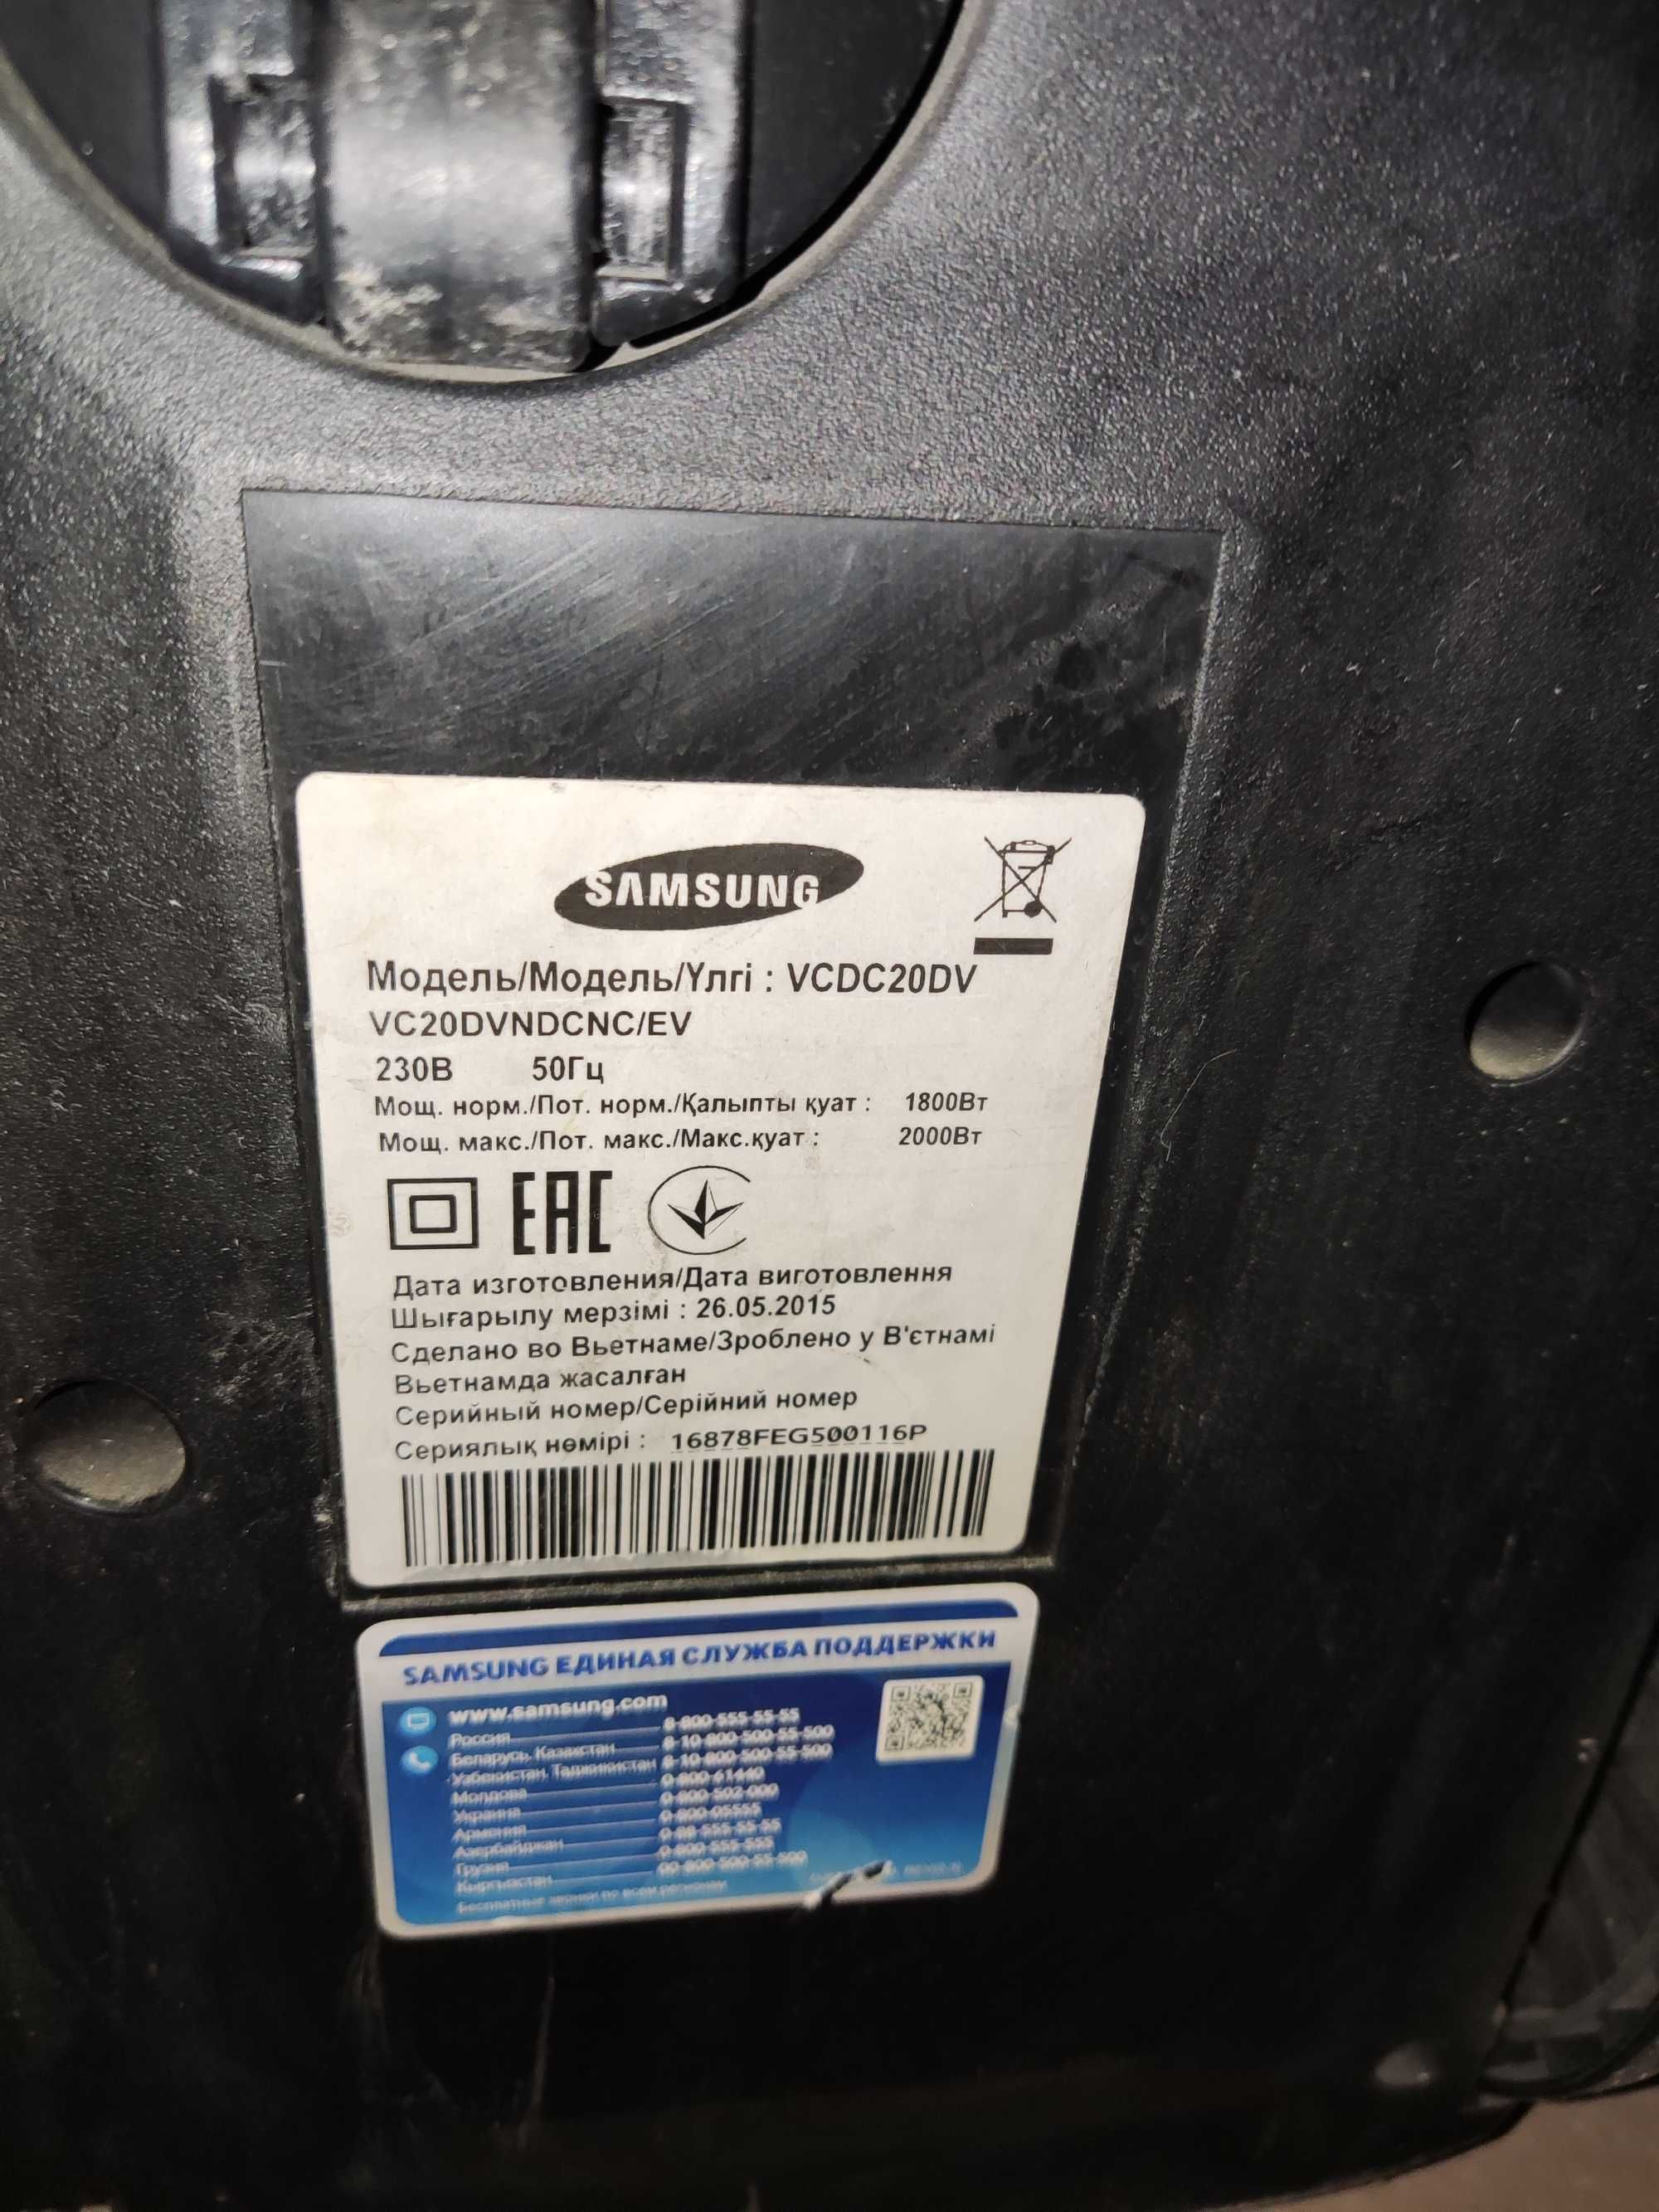 SAMSUNG
Модель/Модель/Үлгі : VCDC20DV
VC20DVNDCNC/EV
230В 50Гц
Мощ. норм./Пот. норм./Қалыпты қуат : 1800Вт
Мощ. макс./Пот. макс./Макс.қуат : 2000Вт
EAC
Дата изготовления/Дата виготовлення
Шығарылу мерзімі : 26.05.2015
Сделано во Вьетнаме/Зроблено у В'єтнамі
Вьетнамда жасалған
Серийный номер/Серійний номер
Сериялық нөмірі : 16878FEG500116P
SAMSUNG ЕДИНАЯ СЛУЖБА ПОДДЕРЖКИ
www.samsung.com
Россия 8-800-555-55-55
Беларусь, Казахстан 8-10-800-500-55-500
Узбекистан, Таджикистан 8-10-800-500-55-500
Молдова 0-800-61440
Украина 0-800-502-000
Армения 0-800-05555
Азербайджан 0-88-555-55-55
Грузия 0-800-555-555
Кыргызстан 00-800-500-55-500
Бесплатные звонки по всем регионам